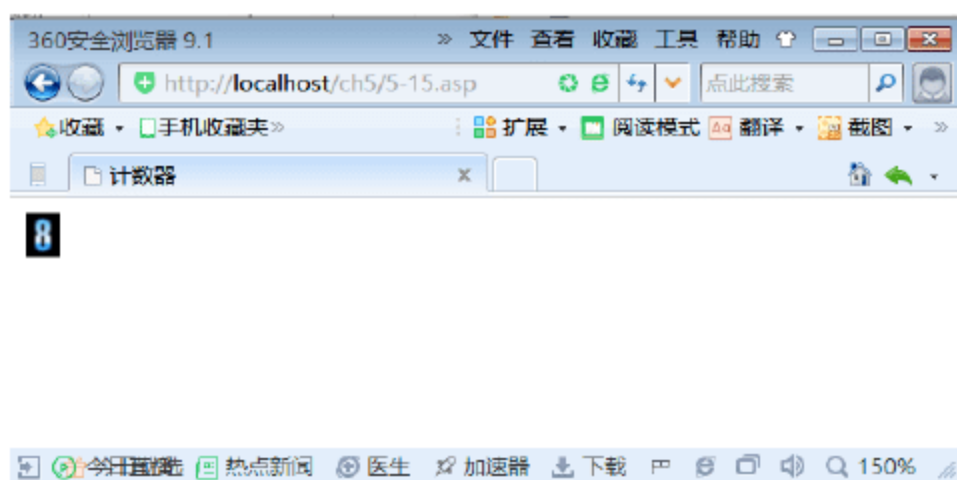 360安全浏览器 9.1 » 文件 查看 收藏 工具 帮助
http://localhost/ch5/5-15.asp 点此搜索
收藏 手机收藏夹» 扩展 阅读模式 Aa 翻译 截图 »
计数器
8
热点新闻 医生 加速器 下载 150%